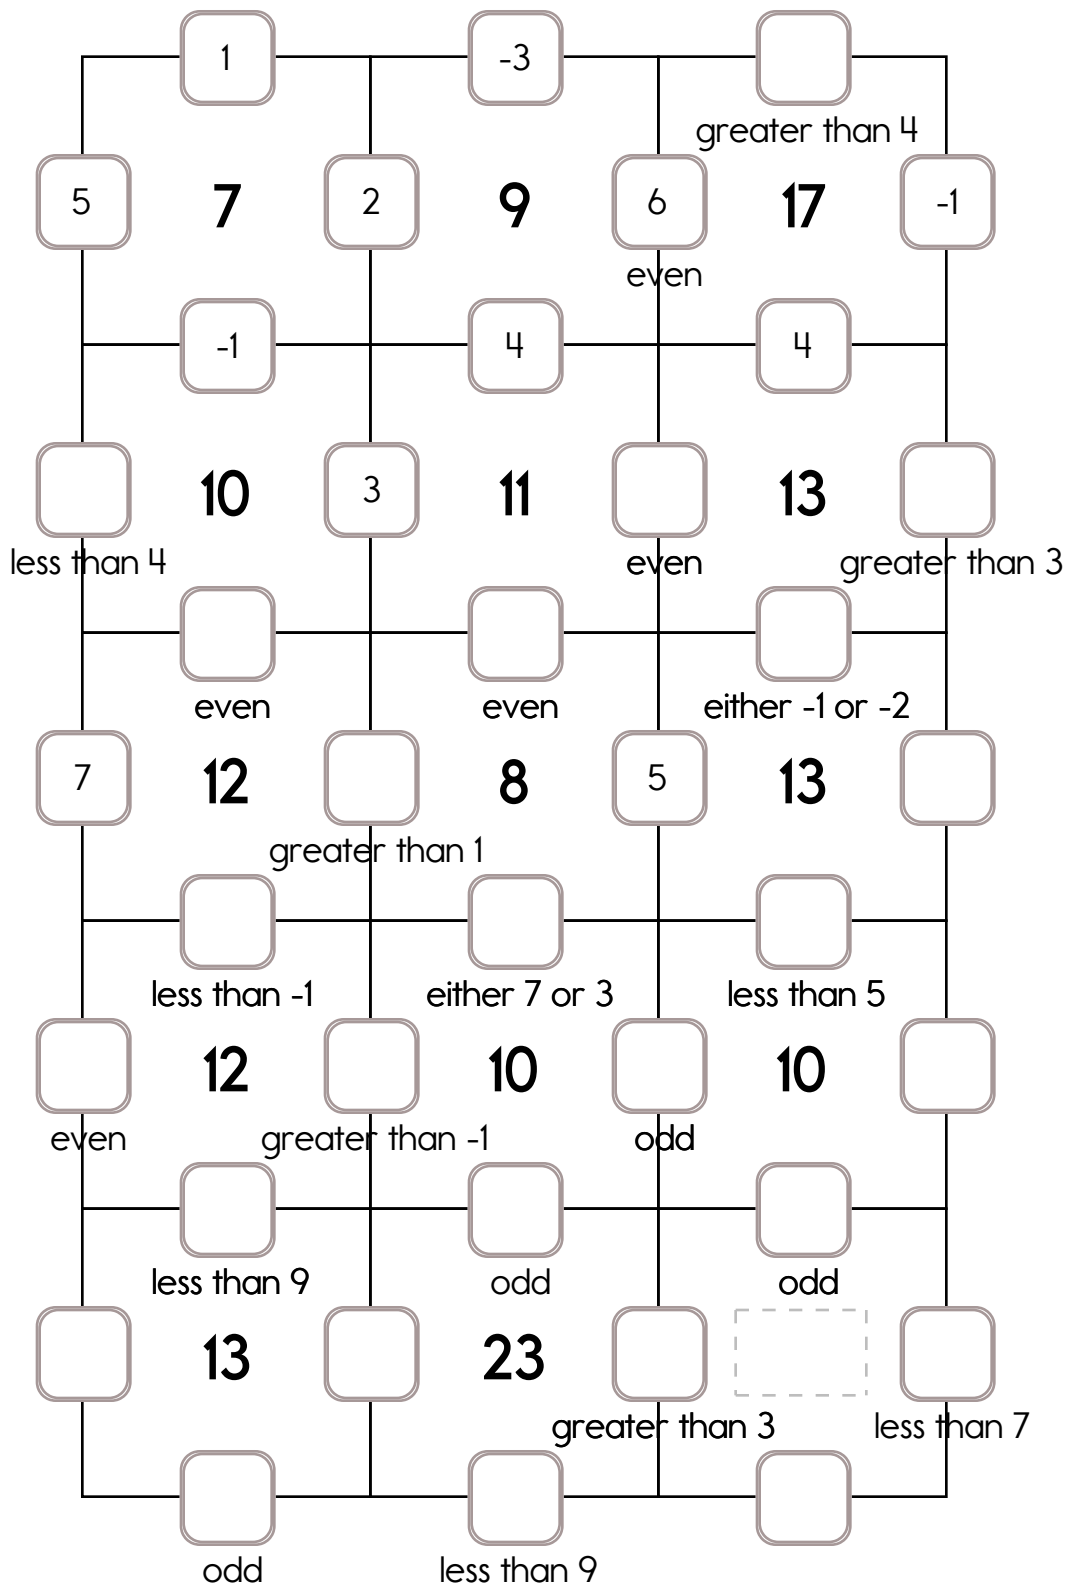 1 -3
greater than 4
5 7 2 9 6 17 -1
even
-1 4 4
10 3 11 13
less than 4 even greater than 3
even even either -1 or -2
7 12 8 5 13
greater than 1
less than -1 either 7 or 3 less than 5
12 10 10
even greater than -1 odd
less than 9 odd odd
13 23
greater than 3 less than 7
odd less than 9